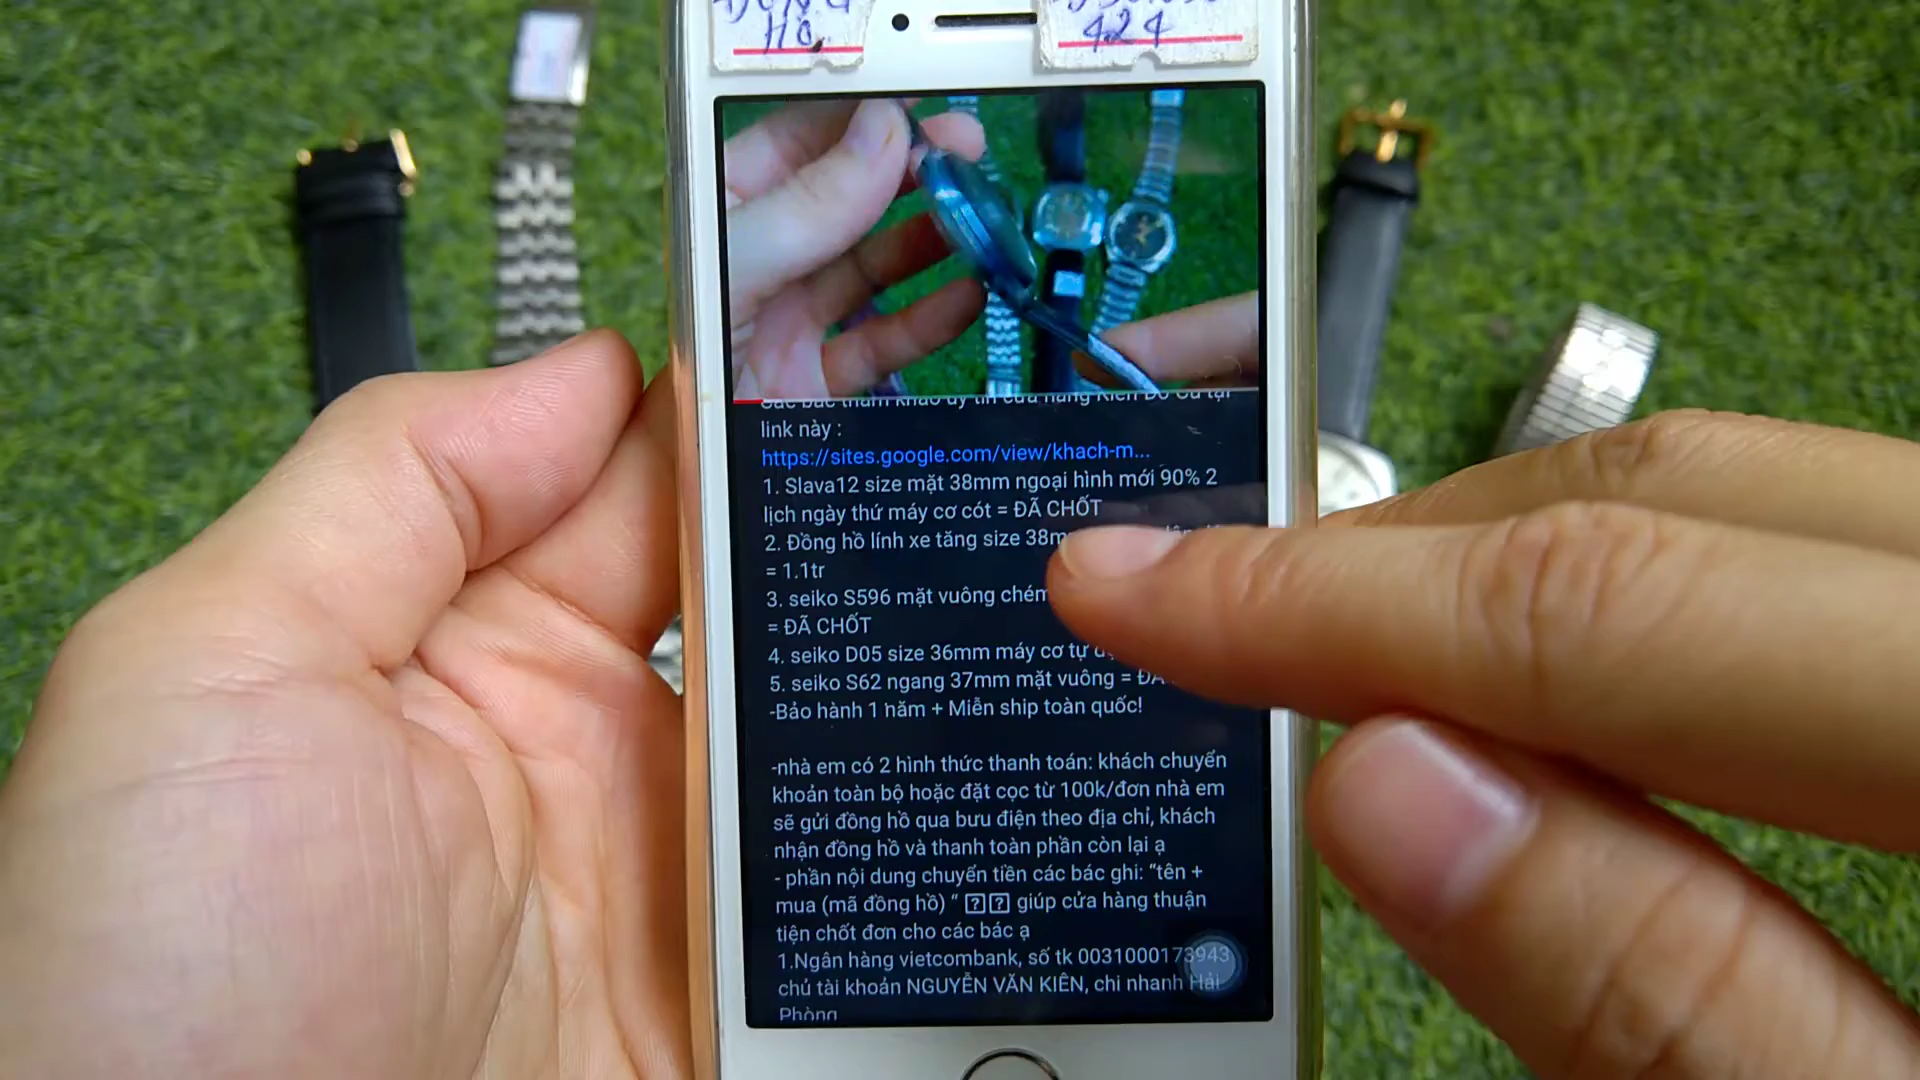 HỒ
424
link này :
https://sites.google.com/view/khach-m...
1. Slava12 size mặt 38mm ngoại hình mới 90% 2
lịch ngày thứ máy cơ cót = ĐÃ CHỐT
2. Đồng hồ lính xe tăng size 38m
= 1.1tr
3. seiko S596 mặt vuông chém
= ĐÃ CHỐT
4. seiko D05 size 36mm máy cơ tự
5. seiko S62 ngang 37mm mặt vuông =
-Bảo hành 1 năm + Miễn ship toàn quốc!
-nhà em có 2 hình thức thanh toán: khách chuyển
khoản toàn bộ hoặc đặt cọc từ 100k/đơn nhà em
sẽ gửi đồng hồ qua bưu điện theo địa chỉ, khách
nhận đồng hồ và thanh toàn phần còn lại ạ
- phần nội dung chuyển tiền các bác ghi: “tên +
mua (mã đồng hồ) “ giúp cửa hàng thuận
tiện chốt đơn cho các bác ạ
1.Ngân hàng vietcombank, số tk 0031000173943
chủ tài khoản NGUYỄN VĂN KIÊN, chi nhanh Hải
Phòng